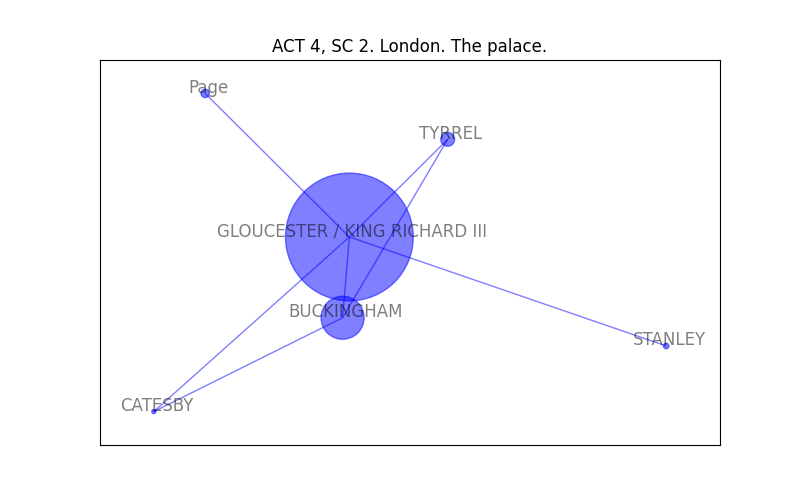 ACT 4, SC 2. London. The palace.
Page
TYRREL
GLOUCESTER / KING RICHARD III
BUCKINGHAM
STANLEY
CATESBY